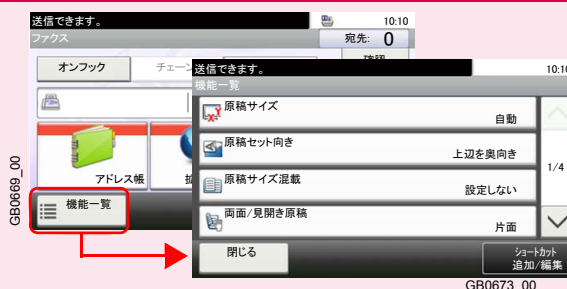 送信できます。
10:10
ファクス
宛先: 0
オンフック
アドレス帳
機能一覧
GB0669_00
送信できます。
10:10
機能一覧
原稿サイズ
自動
原稿セット向き
上辺を奥向き
原稿サイズ混載
設定しない
1/4
両面/見開き原稿
片面
閉じる
ショートカット
追加/編集
GB0673_00